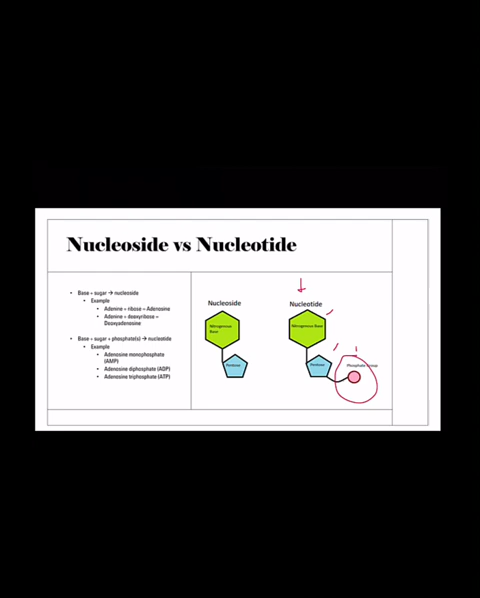 Nucleoside vs Nucleotide
• Base + sugar → nucleoside
• Example
• Adenine + ribose = Adenosine
• Adenine + deoxyribose =
Deoxyadenosine
• Base + sugar + phosphate(s) → nucleotide
• Example
• Adenosine monophosphate
(AMP)
• Adenosine diphosphate (ADP)
• Adenosine triphosphate (ATP)
Nucleoside
Nitrogenous
Base
Pentose
Nucleotide
Nitrogenous Base
Pentose
Phosphate Group